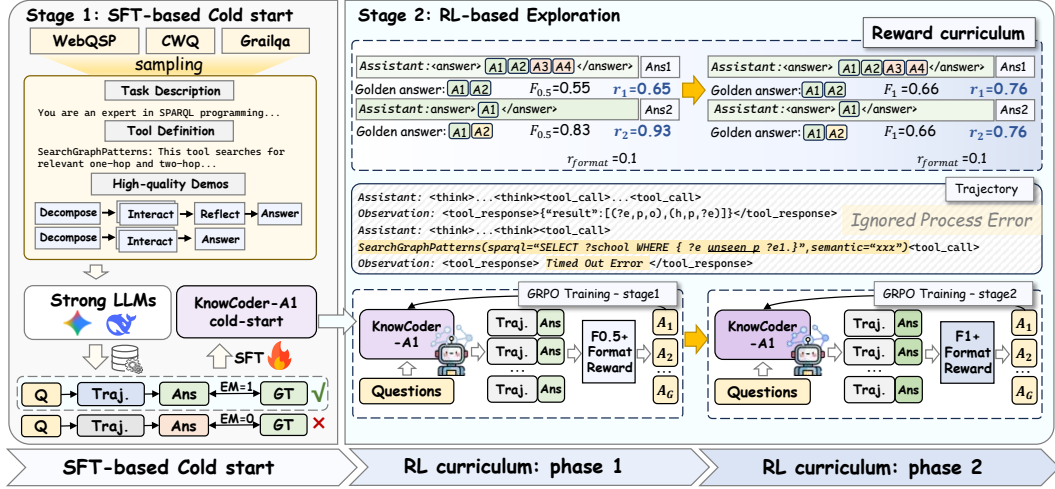 Stage 1: SFT-based Cold start
WebQSP
CWQ
Grailqa
sampling
Task Description
You are an expert in SPARQL programming...
Tool Definition
SearchGraphPatterns: This tool searches for
relevant one-hop and two-hop...
High-quality Demos
Decompose
Interact
Reflect
Answer
Decompose
Interact
Answer
Strong LLMs
KnowCoder-A1
cold-start
SFT
Q
Traj.
Ans
EM=1
GT
Q
Traj.
Ans
EM=0
GT
SFT-based Cold start
Stage 2: RL-based Exploration
Reward curriculum
Assistant:<answer> A1 A2 A3 A4 </answer> Ans1
Golden answer: A1 A2 F0.5=0.55 r1=0.65
Assistant:answer> A1 </answer> Ans2
Golden answer: A1 A2 F0.5=0.83 r2=0.93
rformat =0.1
Assistant:<answer> A1 A2 A3 A4 </answer> Ans1
Golden answer: A1 A2 F1=0.66 r1=0.76
Assistant:<answer> A1 </answer> Ans2
Golden answer: A1 A2 F1=0.66 r2=0.76
rformat =0.1
Trajectory
Assistant: <think>...<think><tool_call>...<tool_call>
Observation: <tool_response>{“result”:[(?e,p,o),(h,p,?e)]}</tool_response>
Ignored Process Error
Assistant: <think>...<think><tool_call>
SearchGraphPatterns(sparql=“SELECT ?school WHERE { ?e unseen p ?e1.}”,semantic=“xxx”)<tool_call>
Observation: <tool_response> Timed Out Error </tool_response>
GRPO Training – stage1
KnowCoder
-A1
Questions
Traj. Ans
Traj. Ans
...
Traj. Ans
F0.5+
Format
Reward
A1
A2
...
AG
GRPO Training – stage2
KnowCoder
-A1
Questions
Traj. Ans
Traj. Ans
...
Traj. Ans
F1+
Format
Reward
A1
A2
...
AG
RL curriculum: phase 1
RL curriculum: phase 2